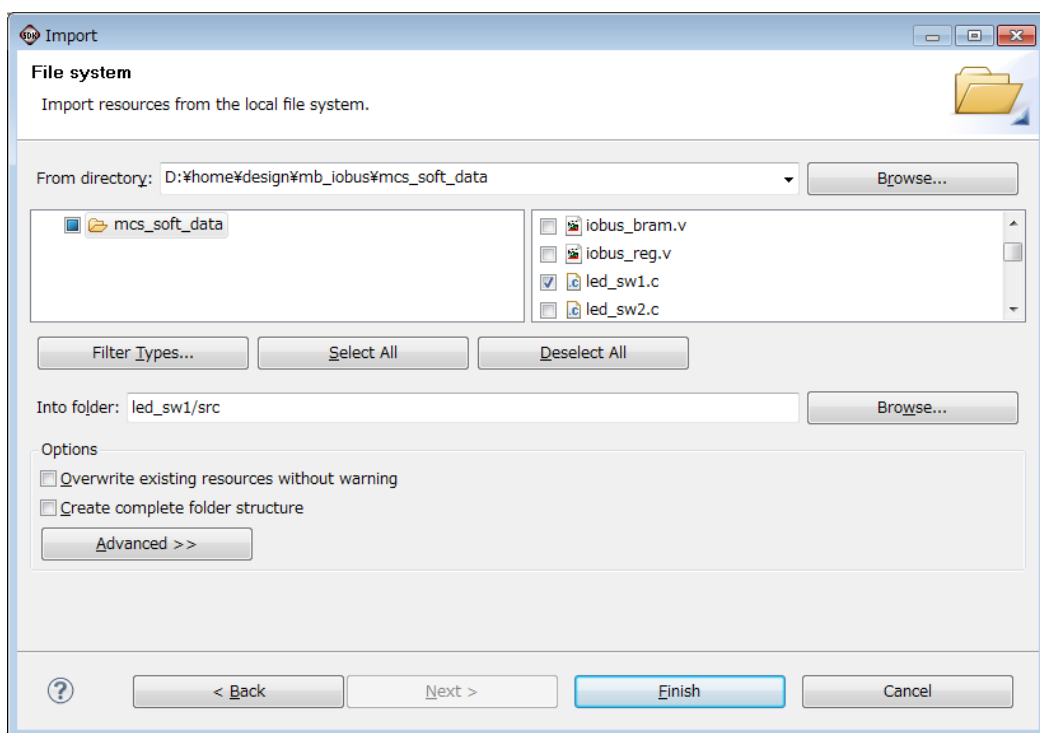 SDK Import
File system
Import resources from the local file system.
From directory: D:¥home¥design¥mb_iobus¥mcs_soft_data Browse...
mcs_soft_data
iobus_bram.v
iobus_reg.v
led_sw1.c
led_sw2.c
Filter Types... Select All Deselect All
Into folder: led_sw1/src Browse...
Options
Overwrite existing resources without warning
Create complete folder structure
Advanced >>
? < Back Next > Finish Cancel